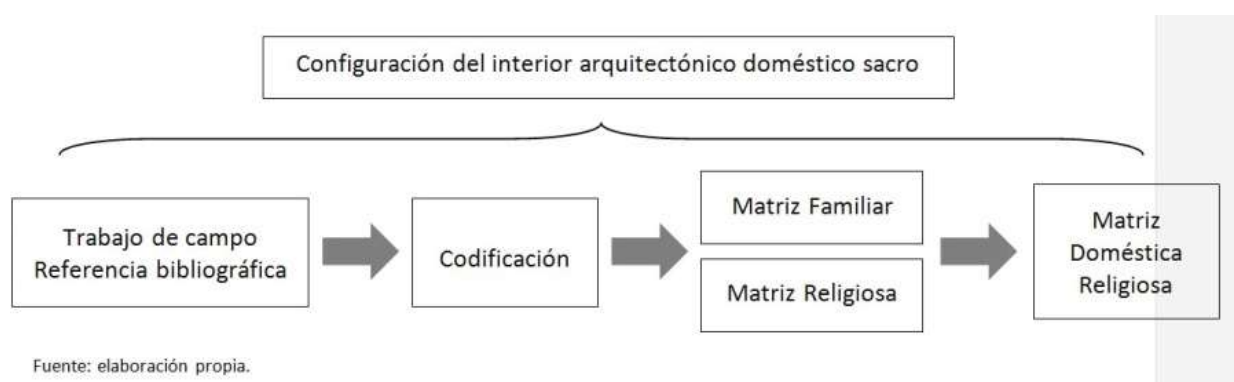 Configuración del interior arquitectónico doméstico sacro
Trabajo de campo
Referencia bibliográfica
Codificación
Matriz Familiar
Matriz Religiosa
Matriz
Doméstica
Religiosa
Fuente: elaboración propia.